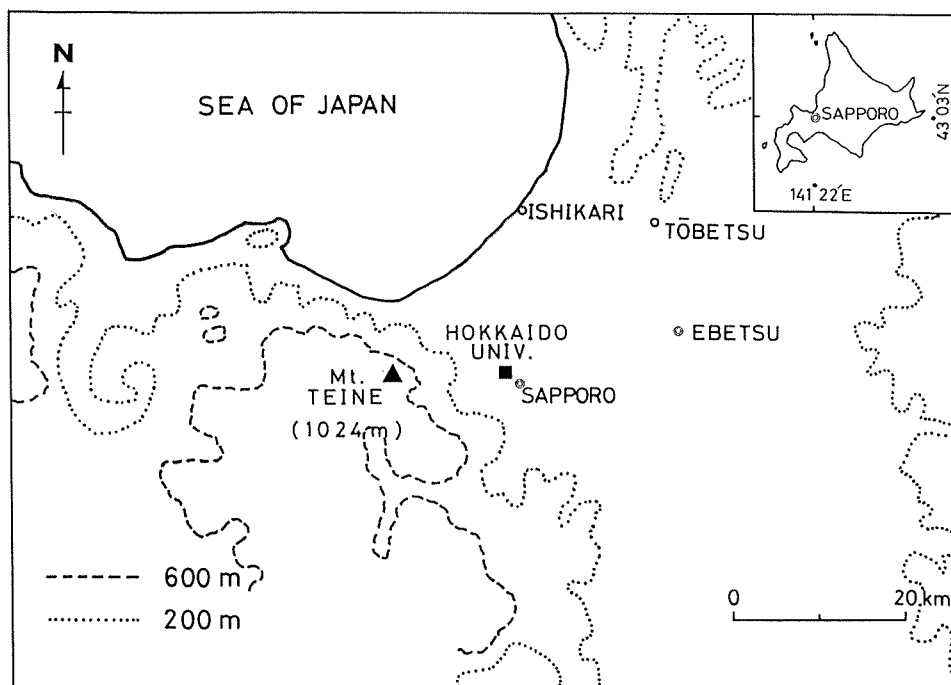 N
SEA OF JAPAN
SAPPORO
43°03′N
141°22′E
ISHIKARI
TŌBETSU
EBETSU
HOKKAIDO
UNIV.
SAPPORO
Mt.
TEINE
(1024m)
600 m
200 m
0 20 km